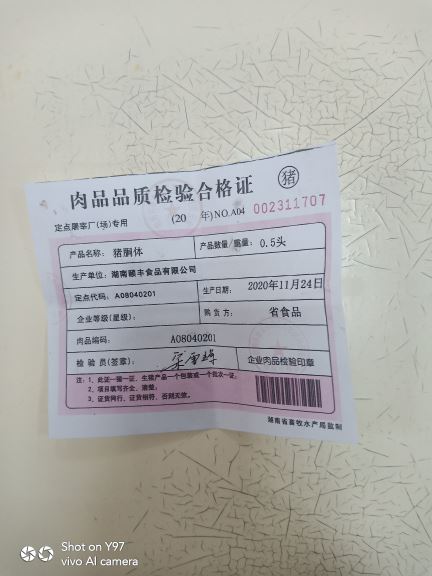 肉品品质检验合格证 猪
定点屠宰厂(场)专用 (20 年) NO.A04 002311707
产品名称: 猪胴体 产品数量/重量: 0.5头
生产单位: 湖南颐丰食品有限公司
定点代码: A08040201 生产日期: 2020年11月24日
企业等级(星级): 购货方: 省食品
肉品编码: A08040201
检验员(签章): 企业肉品检验印章
注: 1、此证一猪一证,生猪产品一个包装或一个批次一证;
2、项目填写齐全、清楚;
3、证货同行,证货相符,否则无效。
湖南省畜牧水产局监制
Shot on Y97
vivo AI camera